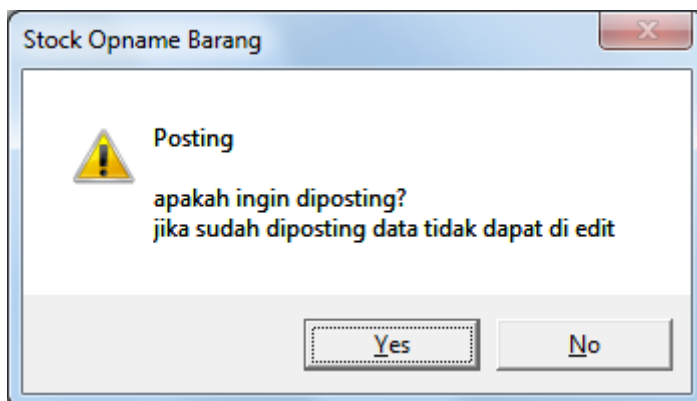 Stock Opname Barang
Posting
apakah ingin diposting?
jika sudah diposting data tidak dapat di edit
Yes
No